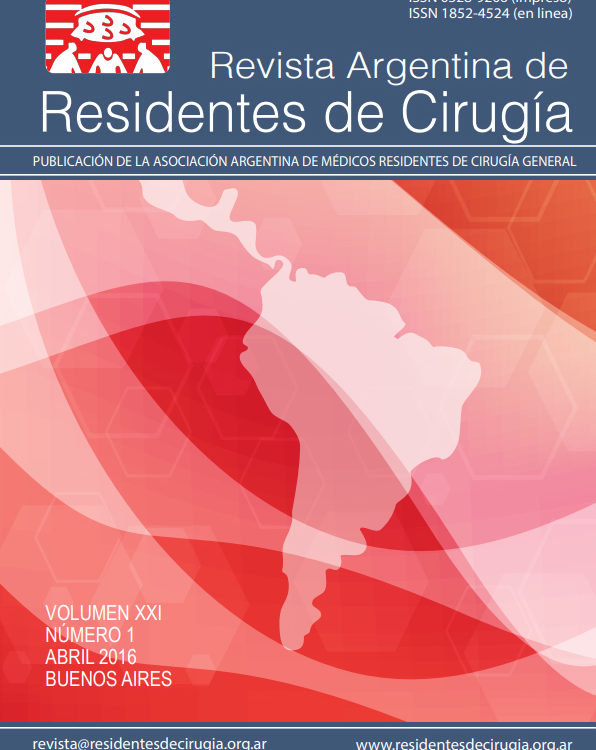 ISSN 1852-4524 (en linea)
Revista Argentina de
Residentes de Cirugía
PUBLICACIÓN DE LA ASOCIACIÓN ARGENTINA DE MÉDICOS RESIDENTES DE CIRUGÍA GENERAL
VOLUMEN XXI
NÚMERO 1
ABRIL 2016
BUENOS AIRES
revista@residentesdecirugia.org.ar
www.residentesdecirugia.org.ar